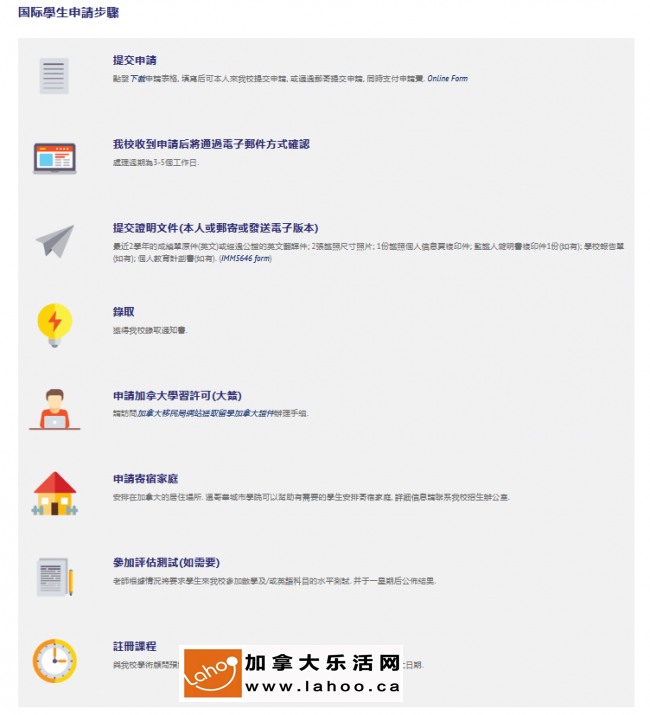 国际學生申請步驟
提交申請
點擊下載申請表格, 填寫后可本人來我校提交申請, 或通過郵寄提交申請, 同時支付申請費. Online Form
我校收到申請后將通過電子郵件方式確認
處理週期為3-5個工作日.
提交證明文件(本人或郵寄或發送電子版本)
最近2學年的成績單原件(英文)或經過公證的英文翻譯件; 2張護照尺寸照片; 1份護照個人信息頁複印件; 監護人證明書複印件1份(如有); 學校報告單
(如有); 個人教育計劃書(如有). (IMM5646 form)
錄取
獲得我校錄取通知書.
申請加拿大學習許可(大簽)
請訪問加拿大移民局網站獲取留學加拿大證件辦理手續.
申請寄宿家庭
安排在加拿大的居住場所. 溫哥華城市學院可以幫助有需要的學生安排寄宿家庭, 詳細信息請聯系我校招生辦公室.
參加評估測試(如需要)
老師根據情況將要求學生來我校參加數學及/或英語科目的水平測試. 并于一星期后公佈結果.
註冊課程
與我校學術顧問預
日期.
Lahoo
加拿大乐活网
www.lahoo.ca